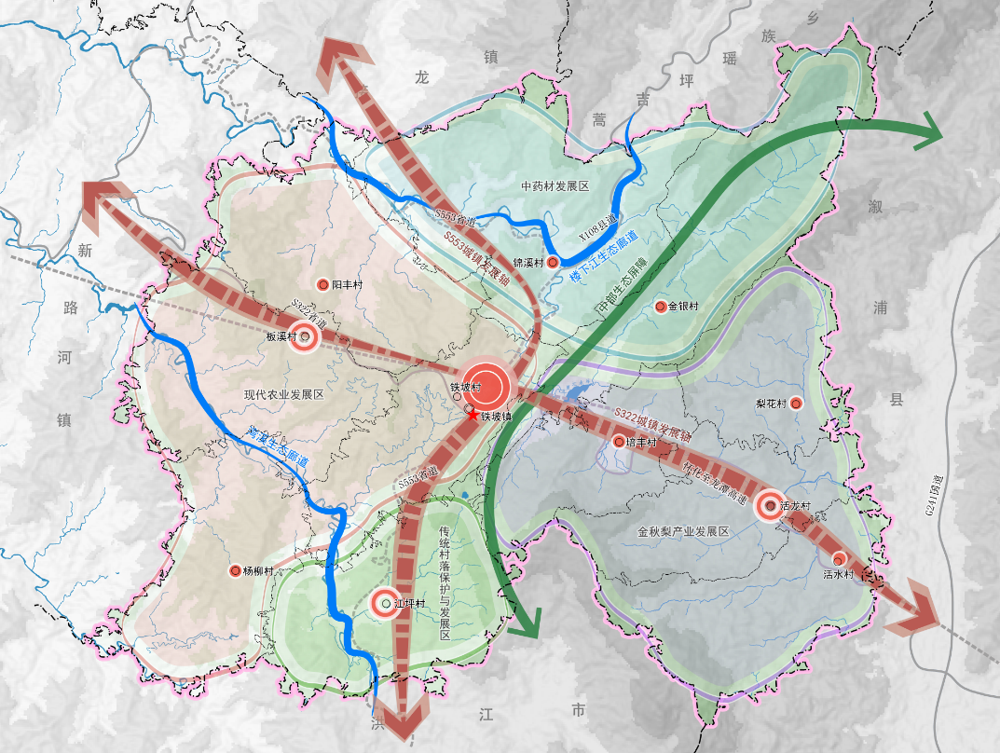 乡
族
瑶
坪
吉
蒿
镇
龙
中药材发展区
S553省道
X108县道
S553城镇发展轴
楼下江生态廊道
锦溪村
中部生态屏障
溆
浦
县
新
路
河
镇
阳丰村
S322省道
板溪村
金银村
铁坡村
铁坡镇
现代农业发展区
梨花村
S322城镇发展轴
培丰村
怀化至龙潭高速
生态廊道
S553省道
活龙村
G241国道
金秋梨产业发展区
传统村落保护与发展区
活水村
杨柳村
江坪村
洪
江
市